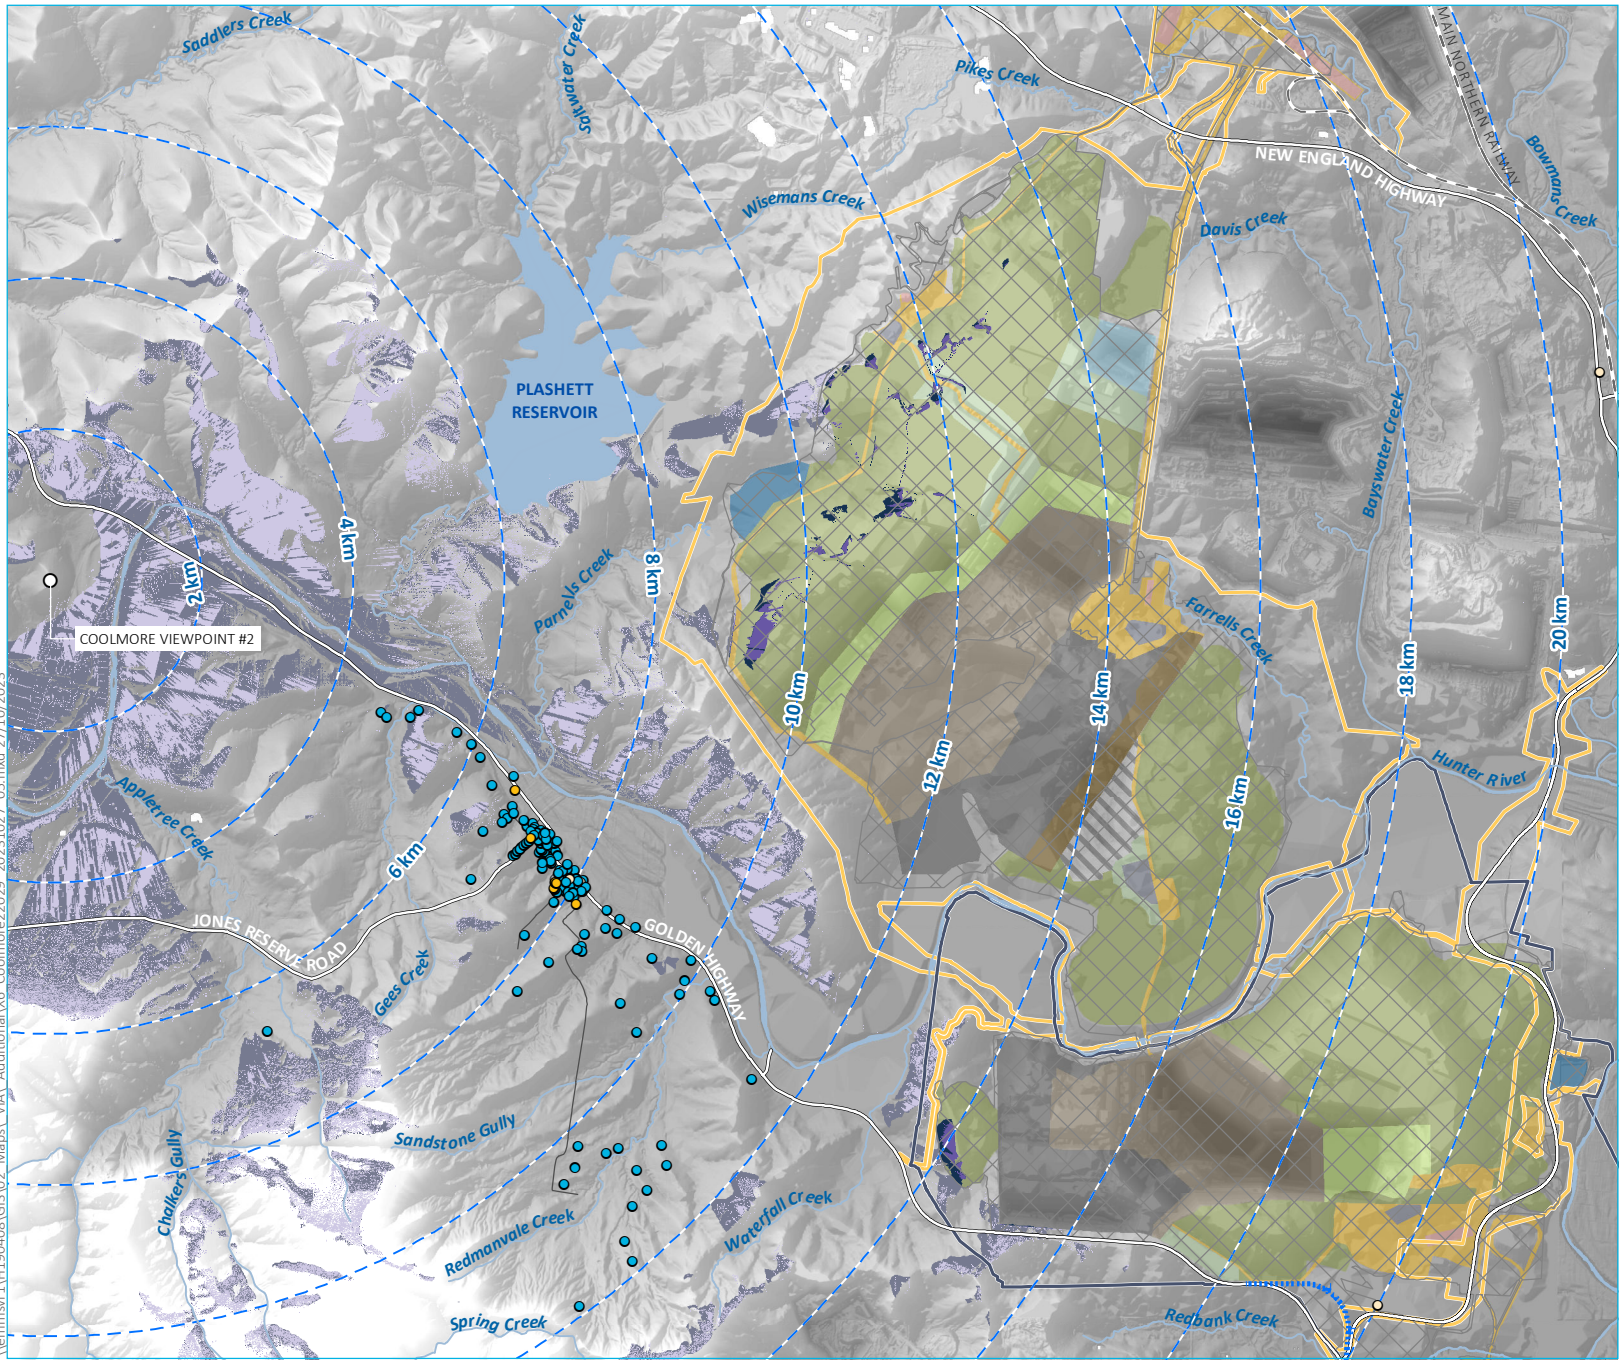 Saddlers Creek
Saltwater Creek
Pikes Creek
MAIN NORTHERN RAILWAY
NEW ENGLAND HIGHWAY
Bowmans Creek
Wisemans Creek
Davis Creek
PLASHETT
RESERVOIR
Bayswater Creek
4 km
2 km
8 km
Parnells Creek
COOLMORE VIEWPOINT #2
Farrells Creek
20 km
18 km
10 km
14 km
12 km
16 km
Hunter River
Appletree Creek
6 km
JONES RESERVE ROAD
GOLDEN HIGHWAY
Gees Creek
Sandstone Gully
Chalkers Gully
Redmanvale Creek
Waterfall Creek
Spring Creek
Redbank Creek